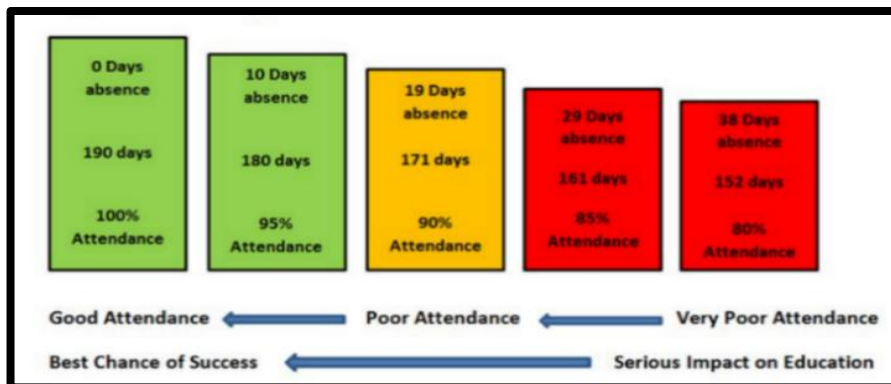 0 Days
absence
190 days
100%
Attendance
10 Days
absence
180 days
95%
Attendance
19 Days
absence
171 days
90%
Attendance
29 Days
absence
161 days
85%
Attendance
38 Days
absence
152 days
80%
Attendance
Good Attendance Poor Attendance Very Poor Attendance
Best Chance of Success Serious Impact on Education